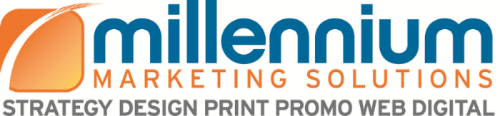 millennium
MARKETING SOLUTIONS
STRATEGY DESIGN PRINT PROMO WEB DIGITAL